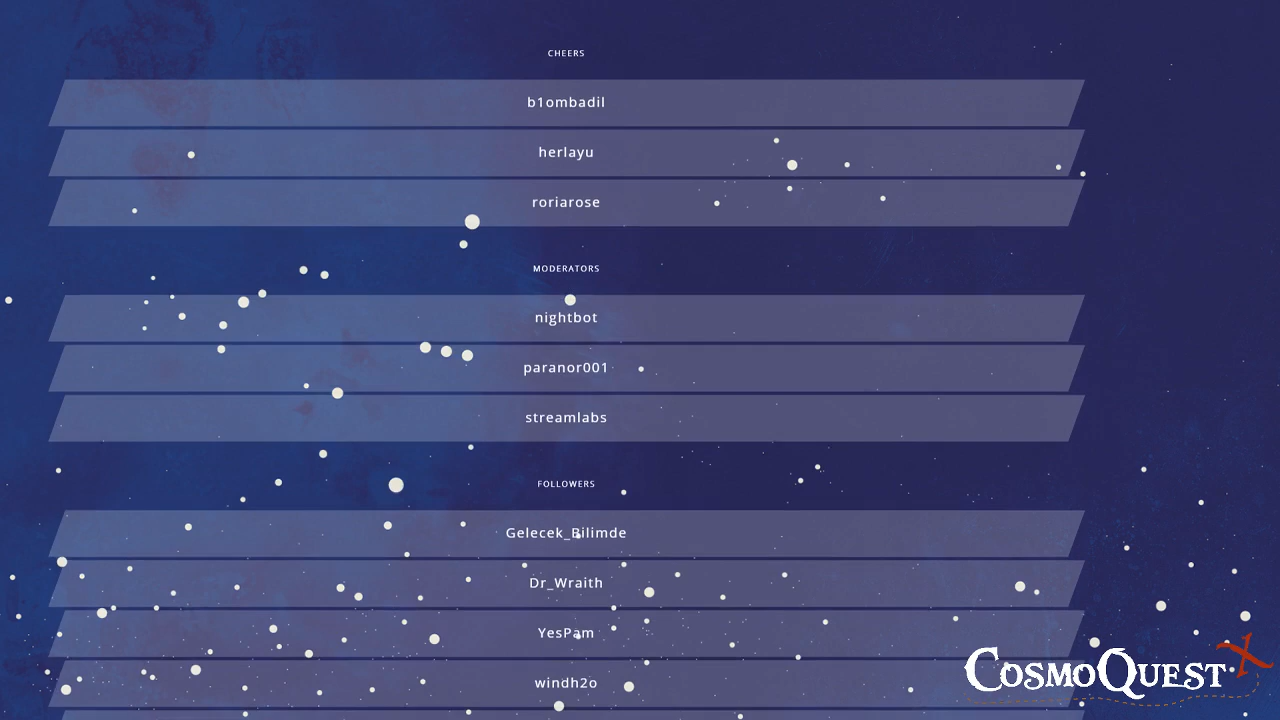 CHEERS
b1ombadil
herlayu
roriarose
MODERATORS
nightbot
paranor001
streamlabs
FOLLOWERS
Gelecek_Bilimde
Dr_Wraith
YesPam
windh2o
COSMOQUEST X